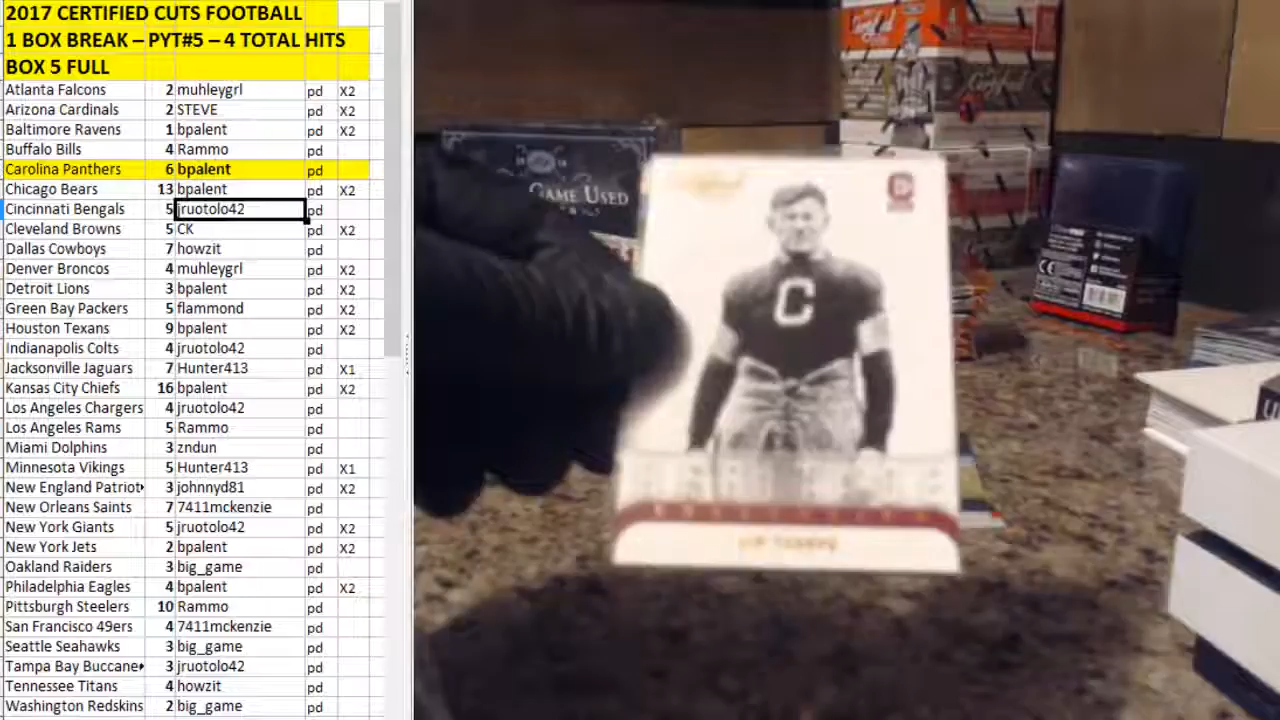 2017 CERTIFIED CUTS FOOTBALL
1 BOX BREAK – PYT#5 – 4 TOTAL HITS
BOX 5 FULL
Atlanta Falcons 2 muhleygrl pd X2
Arizona Cardinals 2 STEVE pd X2
Baltimore Ravens 1 bpalent pd X2
Buffalo Bills 4 Rammo pd
Carolina Panthers 6 bpalent pd
Chicago Bears 13 bpalent pd X2
Cincinnati Bengals 5 jruotolo42 pd
Cleveland Browns 5 CK pd X2
Dallas Cowboys 7 howzit pd
Denver Broncos 4 muhleygrl pd X2
Detroit Lions 3 bpalent pd X2
Green Bay Packers 5 flammond pd X2
Houston Texans 9 bpalent pd X2
Indianapolis Colts 4 jruotolo42 pd
Jacksonville Jaguars 7 Hunter413 pd X1
Kansas City Chiefs 16 bpalent pd X2
Los Angeles Chargers 4 jruotolo42 pd
Los Angeles Rams 5 Rammo pd
Miami Dolphins 3 zndun pd
Minnesota Vikings 5 Hunter413 pd X1
New England Patriot 3 johnnyd81 pd X2
New Orleans Saints 7 7411mckenzie pd
New York Giants 5 jruotolo42 pd X2
New York Jets 2 bpalent pd X2
Oakland Raiders 3 big_game pd
Philadelphia Eagles 4 bpalent pd X2
Pittsburgh Steelers 10 Rammo pd
San Francisco 49ers 4 7411mckenzie pd
Seattle Seahawks 3 big_game pd
Tampa Bay Buccane 3 jruotolo42 pd
Tennessee Titans 4 howzit pd
Washington Redskins 2 big_game pd
GAME USED
C